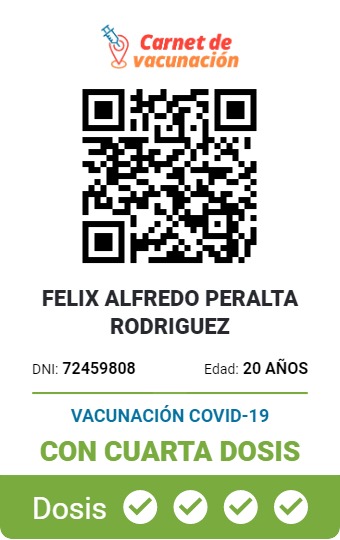 Carnet de
vacunación
FELIX ALFREDO PERALTA
RODRIGUEZ
DNI: 72459808 Edad: 20 AÑOS
VACUNACIÓN COVID-19
CON CUARTA DOSIS
Dosis